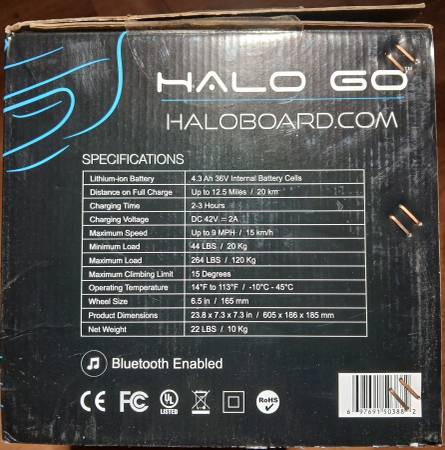 HALO GO™
HALOBOARD.COM
SPECIFICATIONS
Lithium-ion Battery 4.3 Ah 36V Internal Battery Cells
Distance on Full Charge Up to 12.5 Miles / 20 km
Charging Time 2-3 Hours
Charging Voltage DC 42V ⎓ 2A
Maximum Speed Up to 9 MPH / 15 km/h
Minimum Load 44 LBS / 20 Kg
Maximum Load 264 LBS / 120 Kg
Maximum Climbing Limit 15 Degrees
Operating Temperature 14°F to 113°F / -10°C - 45°C
Wheel Size 6.5 in / 165 mm
Product Dimensions 23.8 x 7.3 x 7.3 in / 605 x 186 x 185 mm
Net Weight 22 LBS / 10 Kg
Bluetooth Enabled
CE FC UL LISTED RoHS
6 97691 50388 2